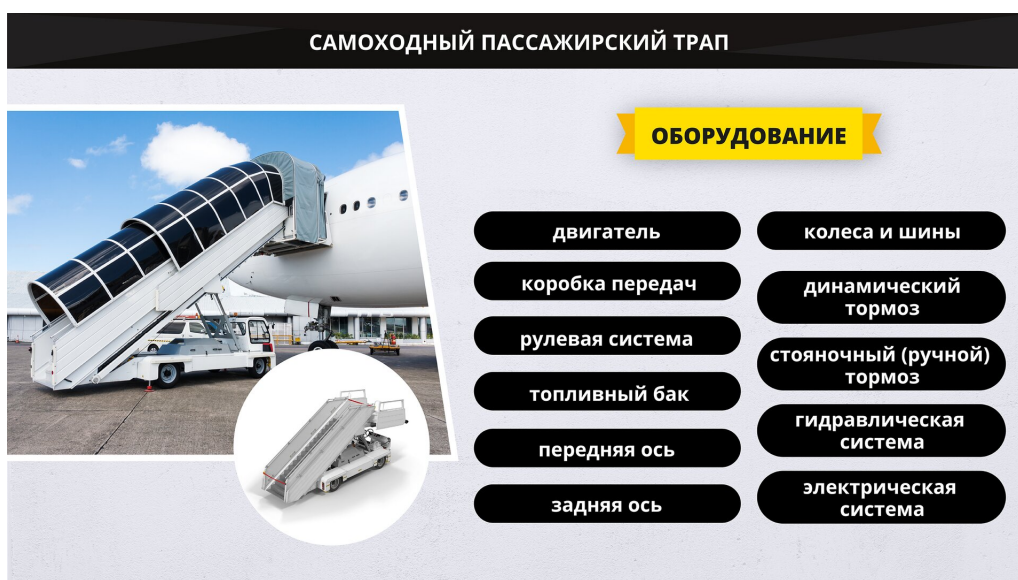 САМОХОДНЫЙ ПАССАЖИРСКИЙ ТРАП
ОБОРУДОВАНИЕ
двигатель
коробка передач
рулевая система
топливный бак
передняя ось
задняя ось
колеса и шины
динамический
тормоз
стояночный (ручной)
тормоз
гидравлическая
система
электрическая
система